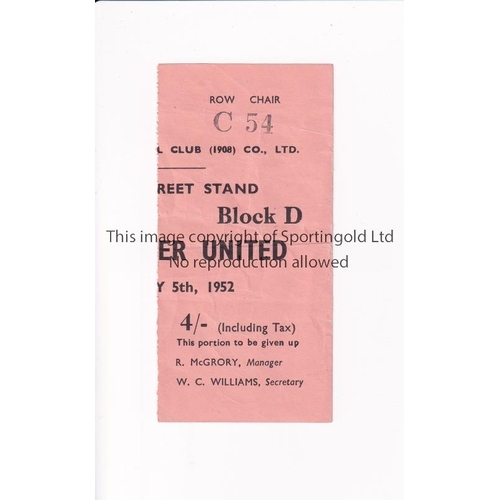 ROW CHAIR
C 54
L CLUB (1908) CO., LTD.
REET STAND
Block D
This image copyright of Sportingold Ltd
ER UNITED
No reproduction allowed
Y 5th, 1952
4/- (Including Tax)
This portion to be given up
R. McGRORY, Manager
W. C. WILLIAMS, Secretary